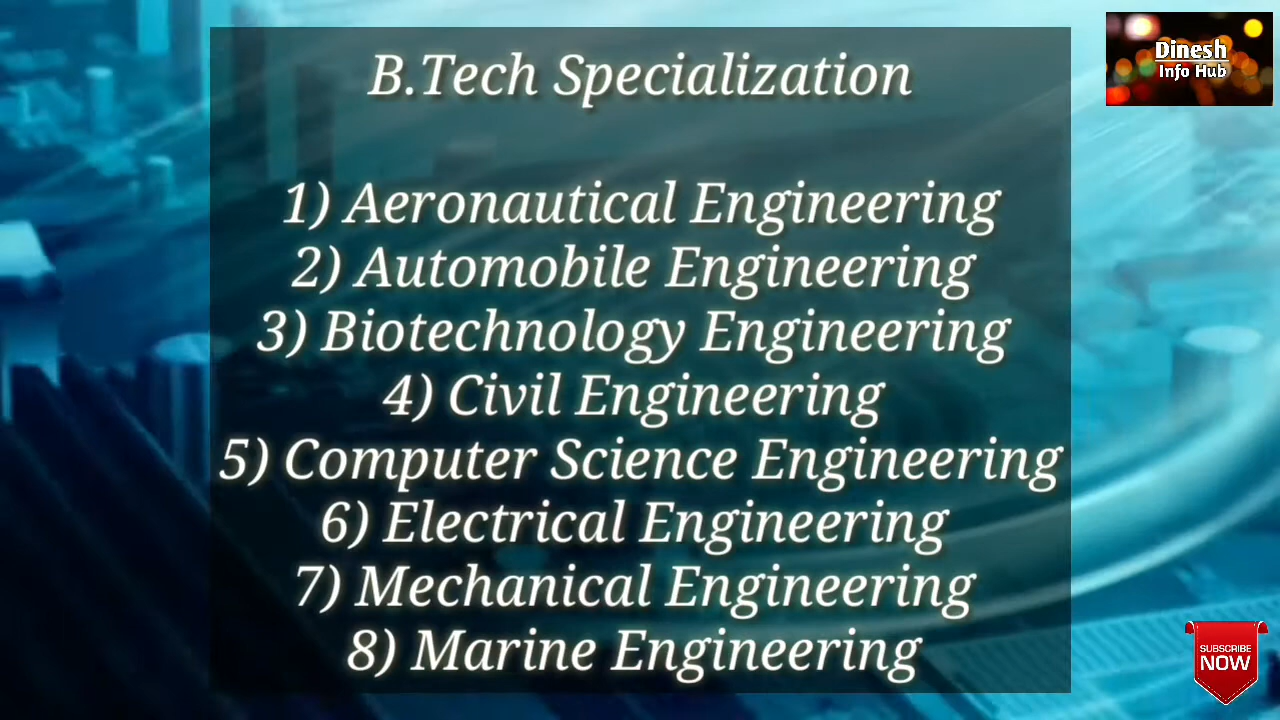 B.Tech Specialization
1) Aeronautical Engineering
2) Automobile Engineering
3) Biotechnology Engineering
4) Civil Engineering
5) Computer Science Engineering
6) Electrical Engineering
7) Mechanical Engineering
8) Marine Engineering
Dinesh
Info Hub
SUBSCRIBE
NOW